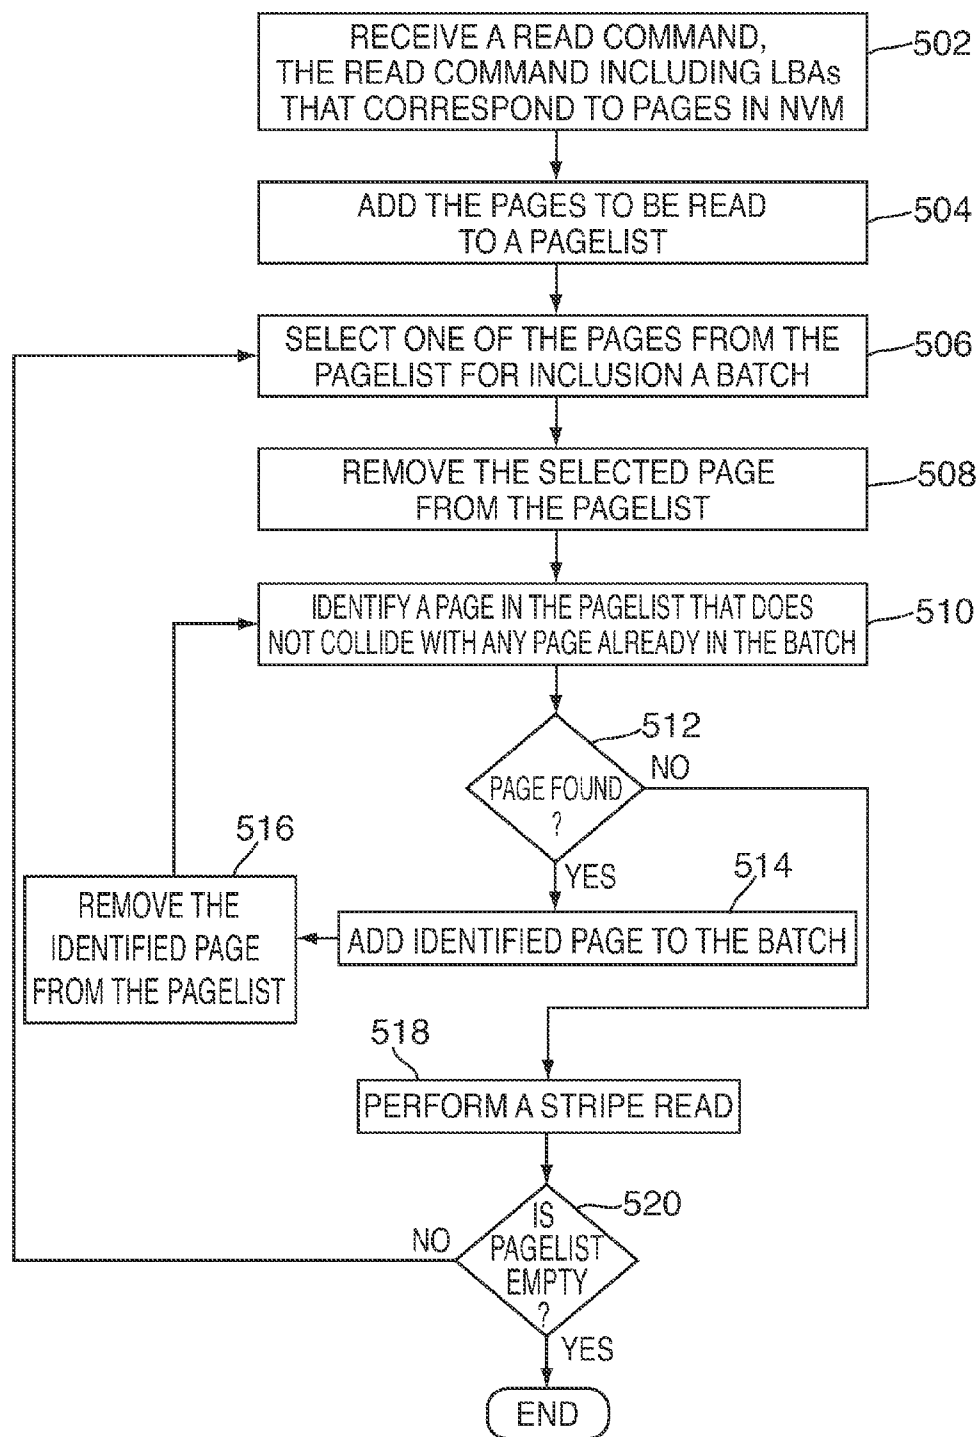 RECEIVE A READ COMMAND,
THE READ COMMAND INCLUDING LBAs
THAT CORRESPOND TO PAGES IN NVM
502
ADD THE PAGES TO BE READ
TO A PAGELIST
504
SELECT ONE OF THE PAGES FROM THE
PAGELIST FOR INCLUSION A BATCH
506
REMOVE THE SELECTED PAGE
FROM THE PAGELIST
508
IDENTIFY A PAGE IN THE PAGELIST THAT DOES
NOT COLLIDE WITH ANY PAGE ALREADY IN THE BATCH
510
512
PAGE FOUND
?
NO
YES
514
ADD IDENTIFIED PAGE TO THE BATCH
516
REMOVE THE
IDENTIFIED PAGE
FROM THE PAGELIST
518
PERFORM A STRIPE READ
520
IS
PAGELIST
EMPTY
?
NO
YES
END